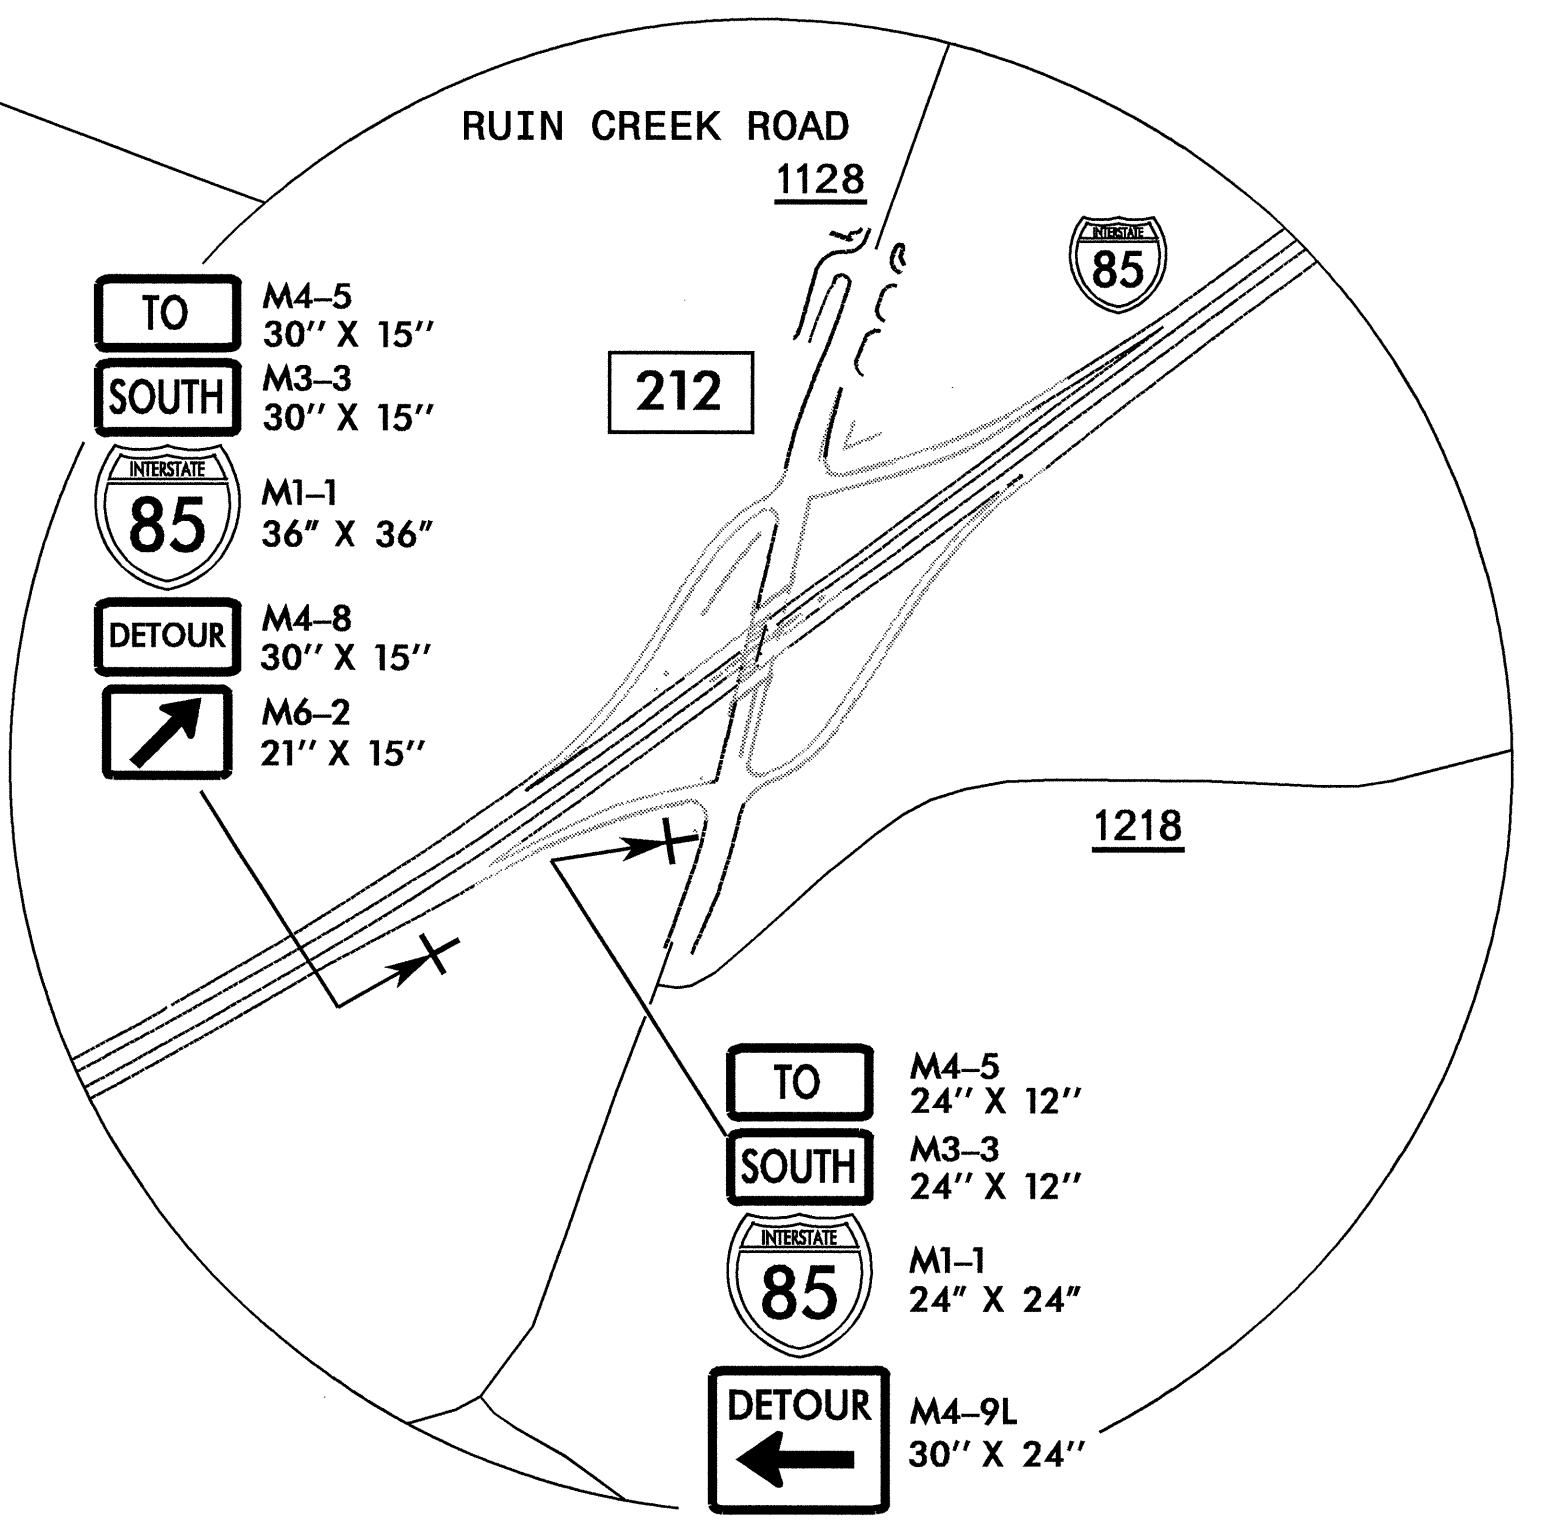 RUIN CREEK ROAD
1128
INTERSTATE
85
212
TO
M4–5
30″ X 15″
SOUTH
M3–3
30″ X 15″
INTERSTATE
85
M1–1
36″ X 36″
DETOUR
M4–8
30″ X 15″
M6–2
21″ X 15″
1218
TO
M4–5
24″ X 12″
SOUTH
M3–3
24″ X 12″
INTERSTATE
85
M1–1
24″ X 24″
DETOUR
M4–9L
30″ X 24″